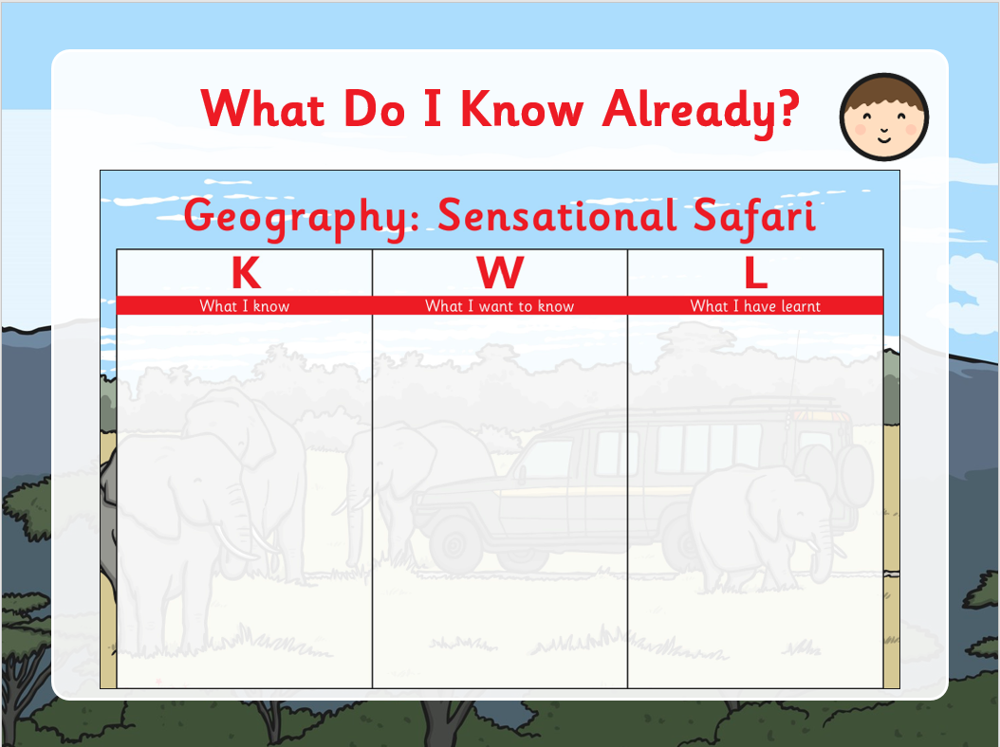 What Do I Know Already?
Geography: Sensational Safari
K W L
What I know What I want to know What I have learnt